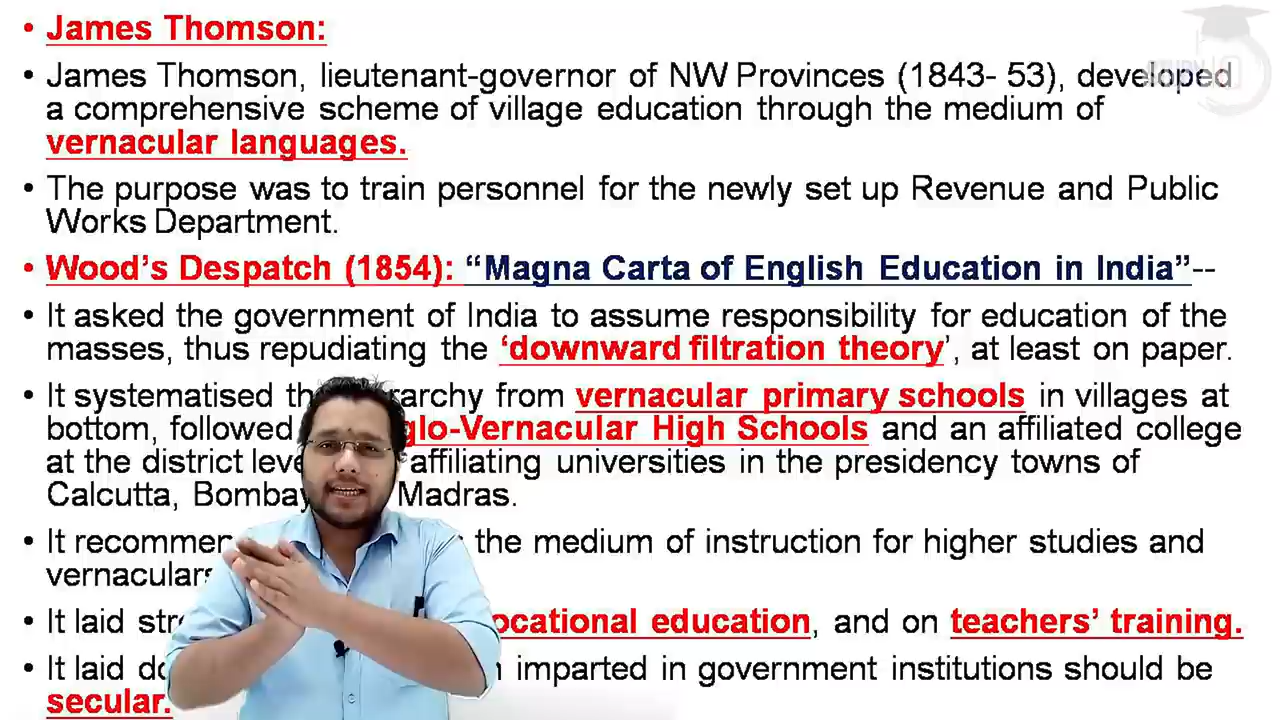 • James Thomson:
• James Thomson, lieutenant-governor of NW Provinces (1843- 53), developed
a comprehensive scheme of village education through the medium of
vernacular languages.
• The purpose was to train personnel for the newly set up Revenue and Public
Works Department.
• Wood's Despatch (1854): “Magna Carta of English Education in India”--
• It asked the government of India to assume responsibility for education of the
masses, thus repudiating the ‘downward filtration theory’, at least on paper.
• It systematised the rarchy from vernacular primary schools in villages at
bottom, followed glo-Vernacular High Schools and an affiliated college
at the district leve affiliating universities in the presidency towns of
Calcutta, Bombay Madras.
• It recommen the medium of instruction for higher studies and
vernaculars
• It laid stre ocational education, and on teachers’ training.
• It laid do n imparted in government institutions should be
secular.